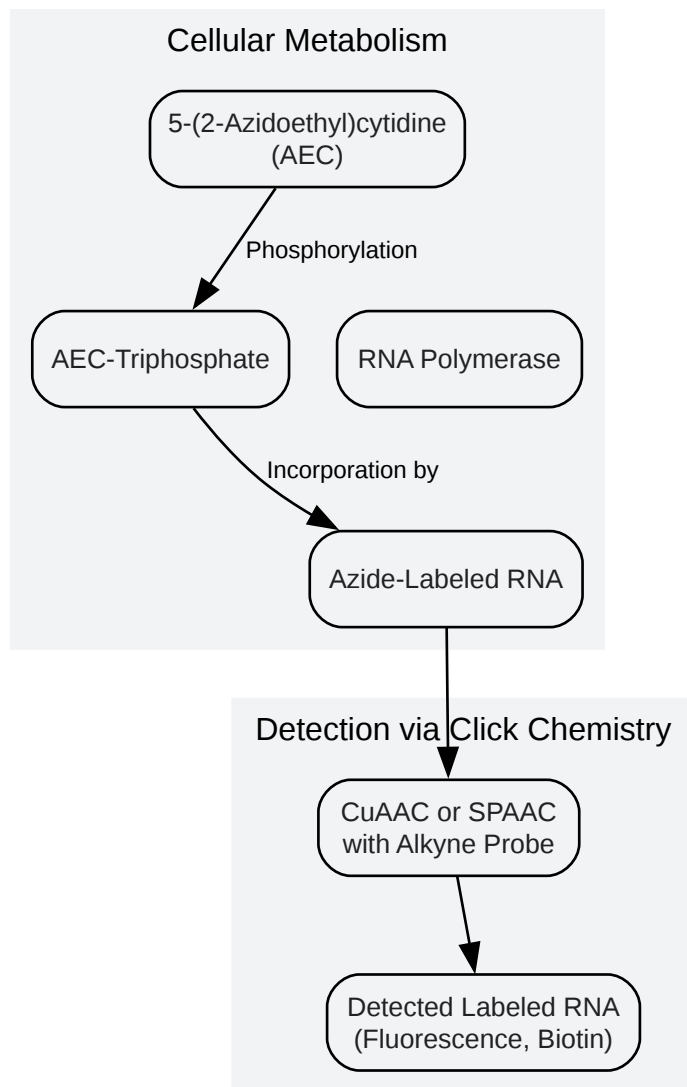 Cellular Metabolism
5-(2-Azidoethyl)cytidine
(AEC)
Phosphorylation
AEC-Triphosphate
RNA Polymerase
Incorporation by
Azide-Labeled RNA
Detection via Click Chemistry
CuAAC or SPAAC
with Alkyne Probe
Detected Labeled RNA
(Fluorescence, Biotin)